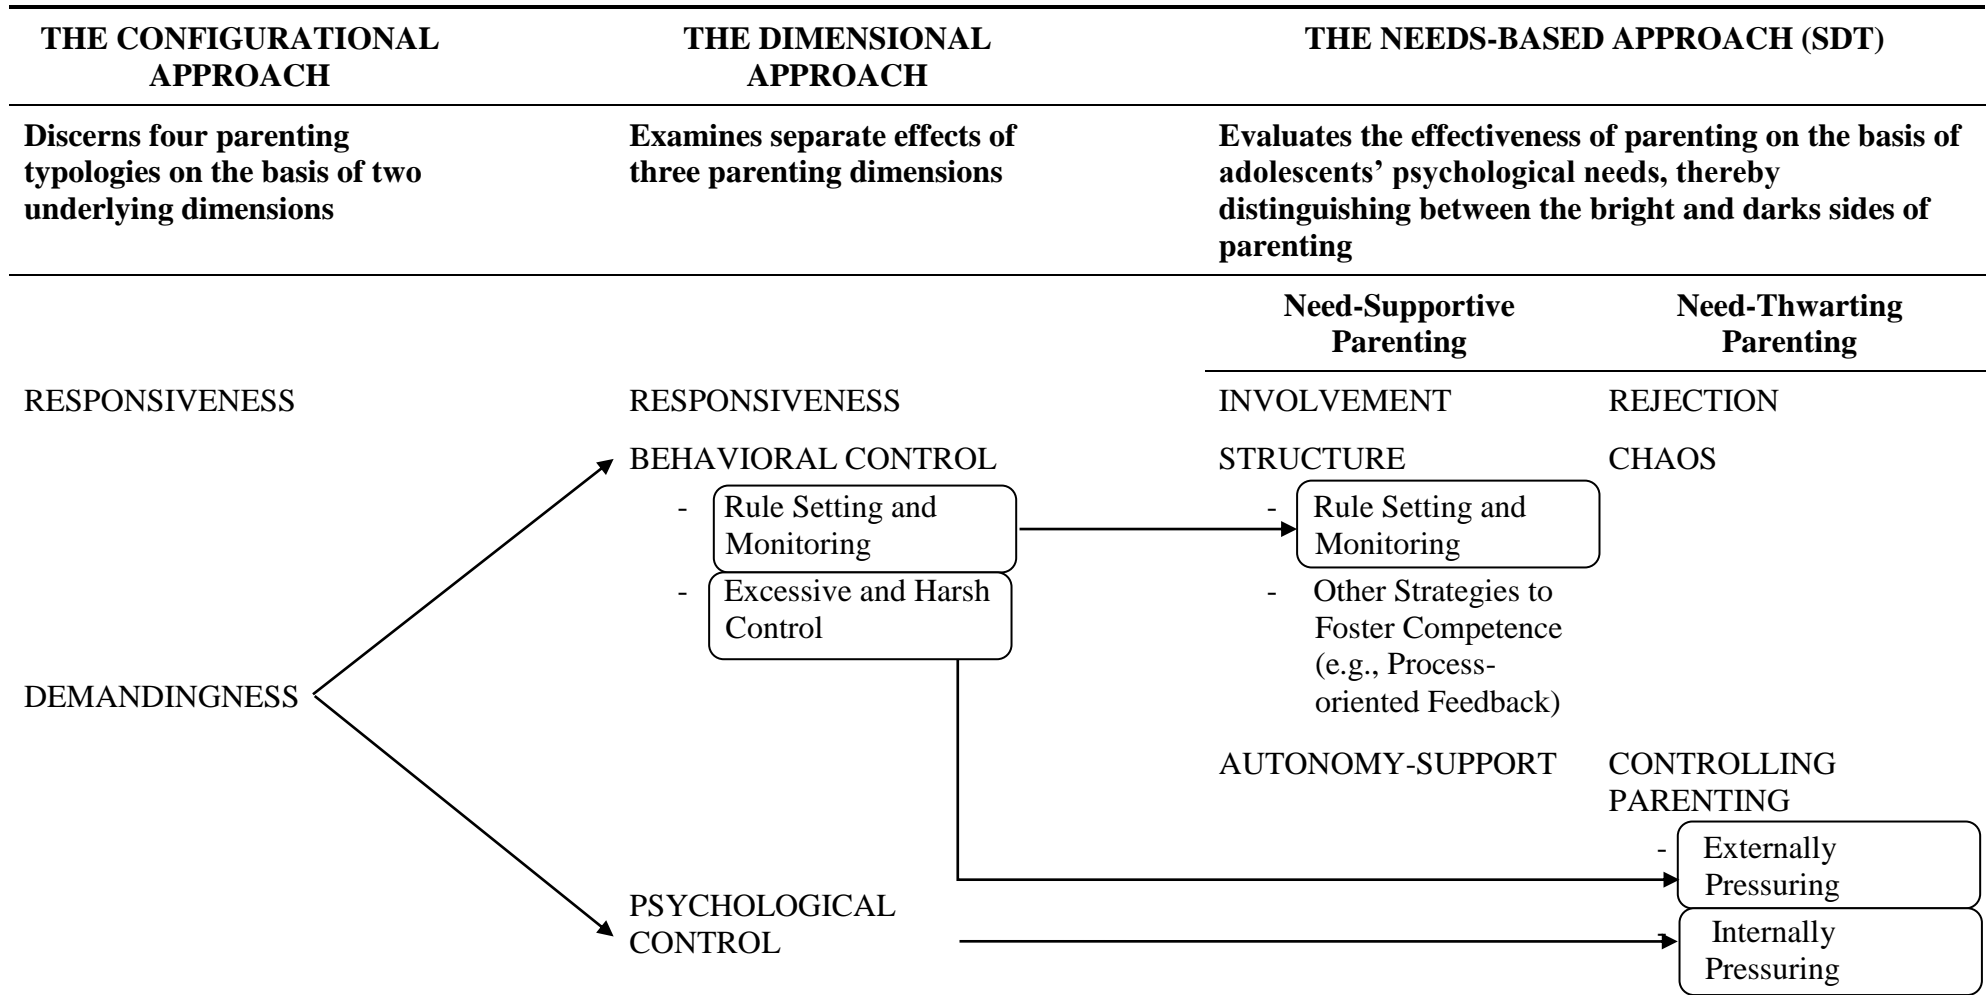 THE CONFIGURATIONAL
APPROACH
THE DIMENSIONAL
APPROACH
THE NEEDS-BASED APPROACH (SDT)
Discerns four parenting
typologies on the basis of two
underlying dimensions
Examines separate effects of
three parenting dimensions
Evaluates the effectiveness of parenting on the basis of
adolescents’ psychological needs, thereby
distinguishing between the bright and darks sides of
parenting
Need-Supportive
Parenting
Need-Thwarting
Parenting
RESPONSIVENESS
RESPONSIVENESS
INVOLVEMENT
REJECTION
BEHAVIORAL CONTROL
STRUCTURE
CHAOS
- Rule Setting and
Monitoring
- Rule Setting and
Monitoring
- Excessive and Harsh
Control
- Other Strategies to
Foster Competence
(e.g., Process-
oriented Feedback)
DEMANDINGNESS
AUTONOMY-SUPPORT
CONTROLLING
PARENTING
- Externally
Pressuring
PSYCHOLOGICAL
CONTROL
- Internally
Pressuring